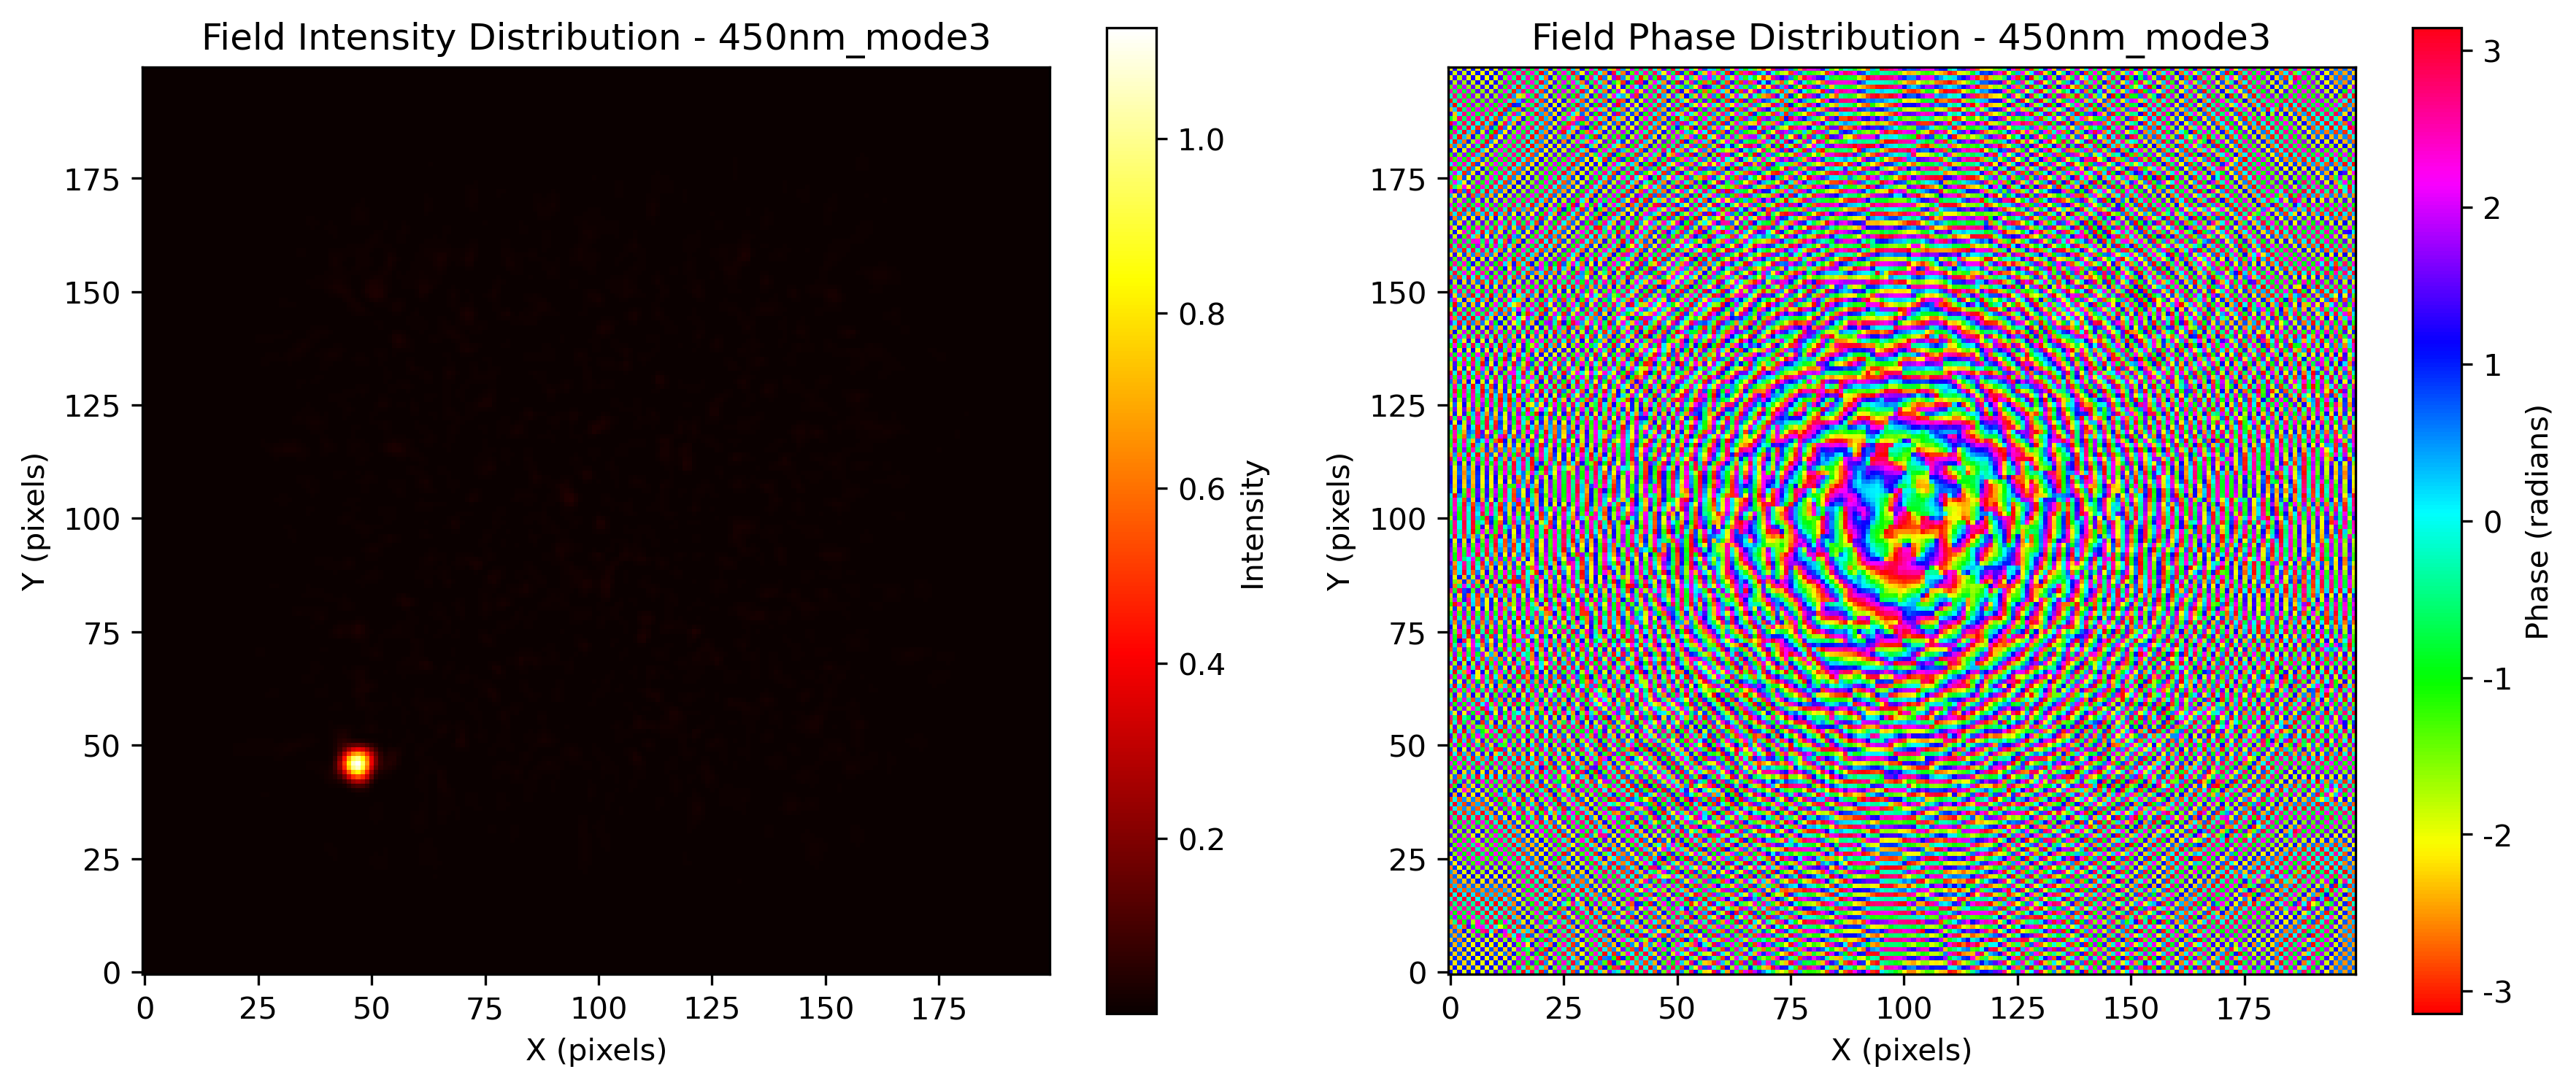 Field Intensity Distribution - 450nm_mode3
Field Phase Distribution - 450nm_mode3
175
150
125
100
75
50
25
0
Y (pixels)
0 25 50 75 100 125 150 175
X (pixels)
1.0
0.8
0.6
0.4
0.2
Intensity
175
150
125
100
75
50
25
0
Y (pixels)
0 25 50 75 100 125 150 175
X (pixels)
3
2
1
0
-1
-2
-3
Phase (radians)